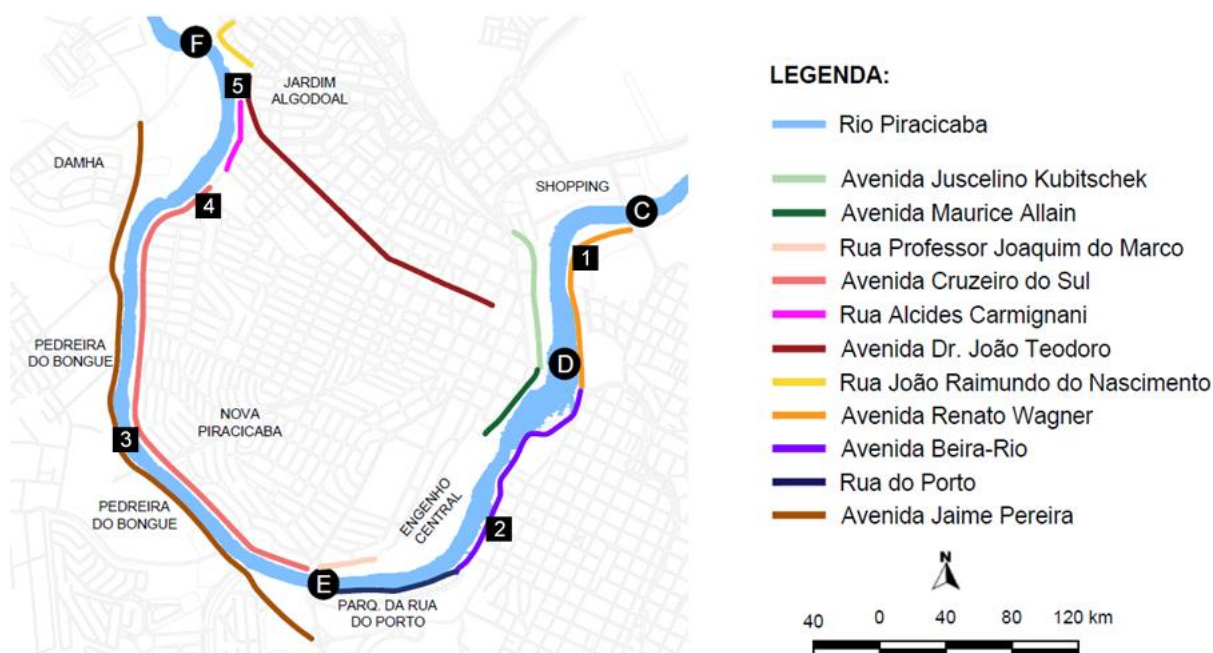 F
5
JARDIM
ALGODOAL
DAMHA
4
SHOPPING
C
1
PEDREIRA
DO BONGUE
D
3
NOVA
PIRACICABA
PEDREIRA
DO BONGUE
ENGENHO
CENTRAL
2
E
PARQ. DA RUA
DO PORTO
LEGENDA:
Rio Piracicaba
Avenida Juscelino Kubitschek
Avenida Maurice Allain
Rua Professor Joaquim do Marco
Avenida Cruzeiro do Sul
Rua Alcides Carmignani
Avenida Dr. João Teodoro
Rua João Raimundo do Nascimento
Avenida Renato Wagner
Avenida Beira-Rio
Rua do Porto
Avenida Jaime Pereira
N
40 0 40 80 120 km